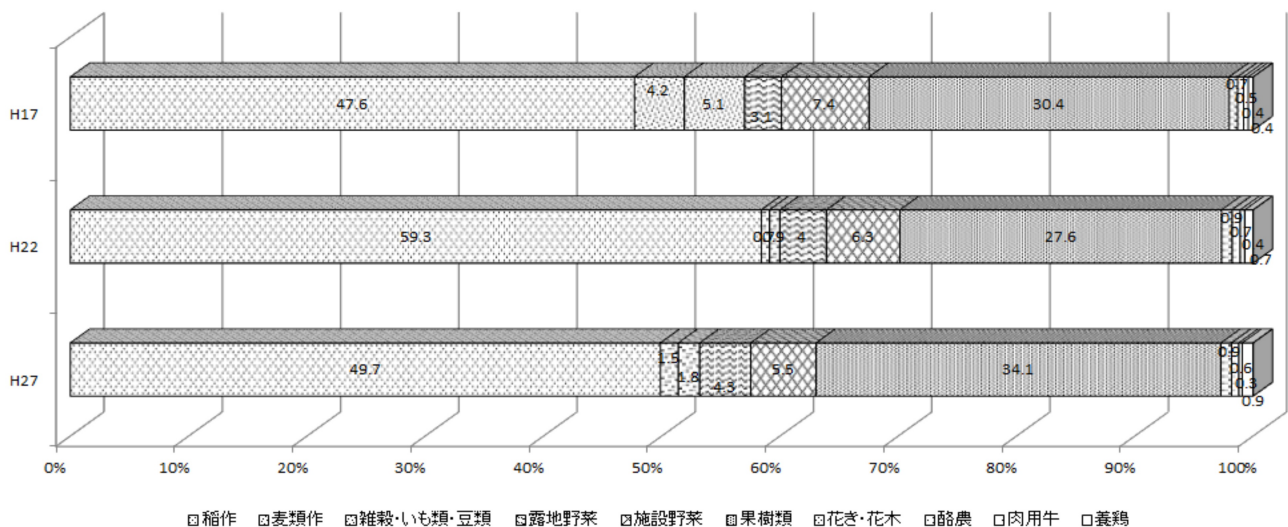 H17 47.6 4.2 5.1 3.1 7.4 30.4 0.7 0.5 0.4 0.4
H22 59.3 4 6.3 27.6 0.9 0.7 0.4 0.7
H27 49.7 1.5 1.8 4.3 5.5 34.1 0.9 0.6 0.3 0.9
0% 10% 20% 30% 40% 50% 60% 70% 80% 90% 100%
稲作 麦類作 雑穀・いも類・豆類 露地野菜 施設野菜 果樹類 花き・花木 酪農 肉用牛 養鶏